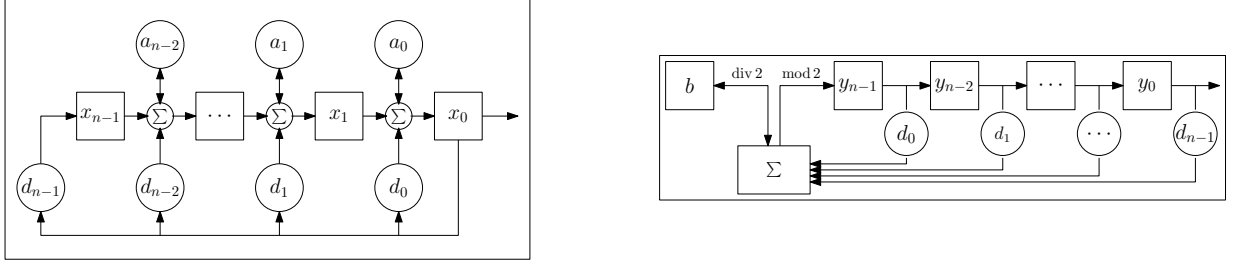 a_{n−2} a_1 a_0
x_{n−1} Σ ⋯ Σ x_1 Σ x_0
d_{n−1} d_{n−2} d_1 d_0
b div 2 mod 2 y_{n−1} y_{n−2} ⋯ y_0
d_0 d_1 ⋯ d_{n−1}
Σ